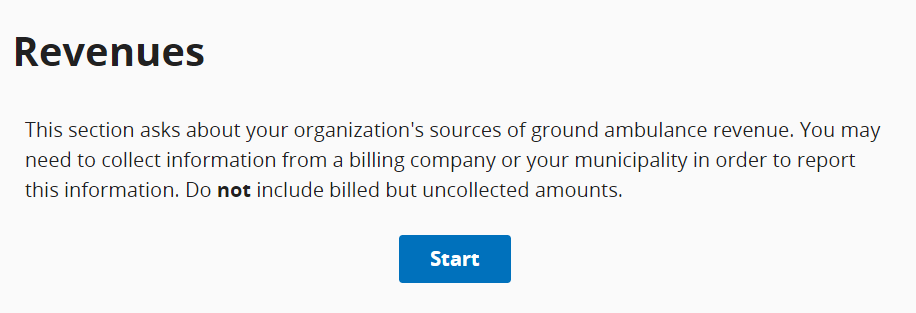 Revenues
This section asks about your organization's sources of ground ambulance revenue. You may
need to collect information from a billing company or your municipality in order to report
this information. Do not include billed but uncollected amounts.
Start